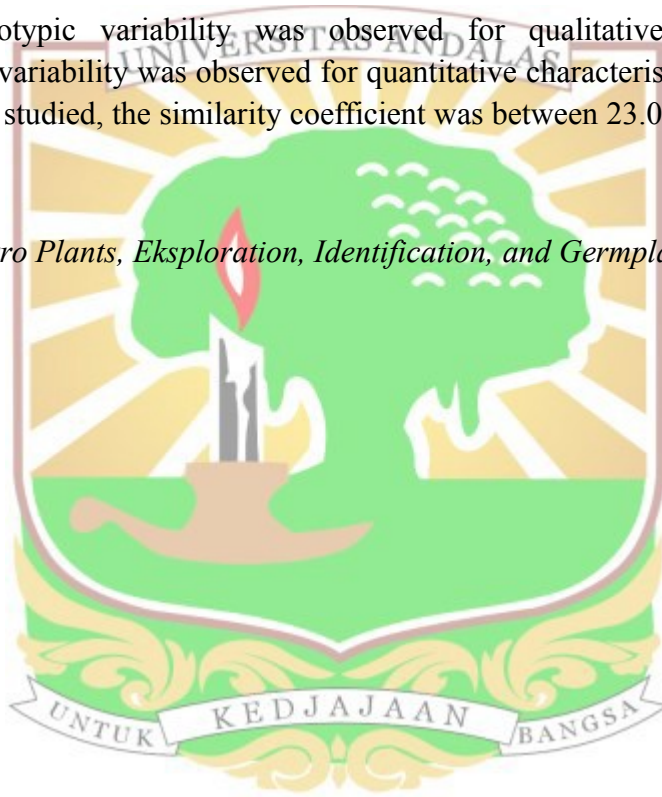 otypic variability was observed for qualitative
UNIVERSITAS ANDALAS
variability was observed for quantitative characteris
studied, the similarity coefficient was between 23.0
ro Plants, Eksploration, Identification, and Germpla
UNTUK KEDJAJAAN BANGSA